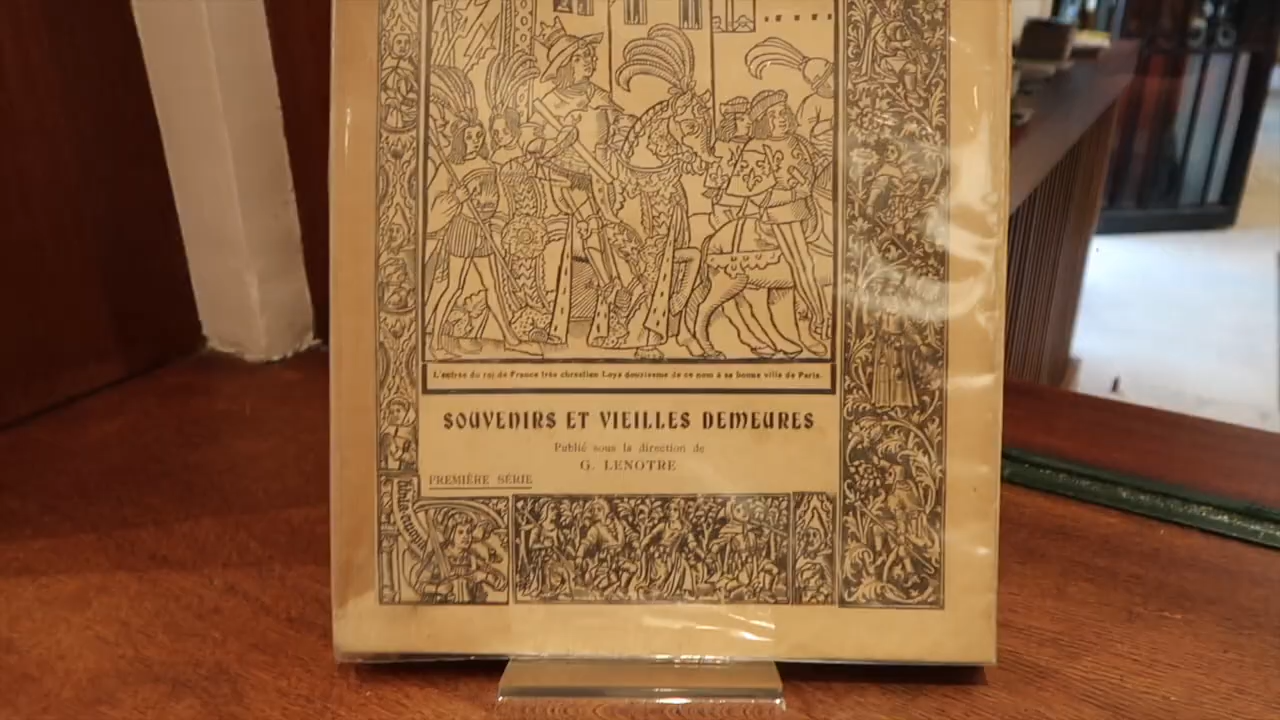 L'entrée du roi de France très chrestien Loys douziesme de ce nom à sa bonne ville de Paris.
SOUVENIRS ET VIEILLES DEMEURES
Publié sous la direction de
G. LENOTRE
PREMIÈRE SÉRIE